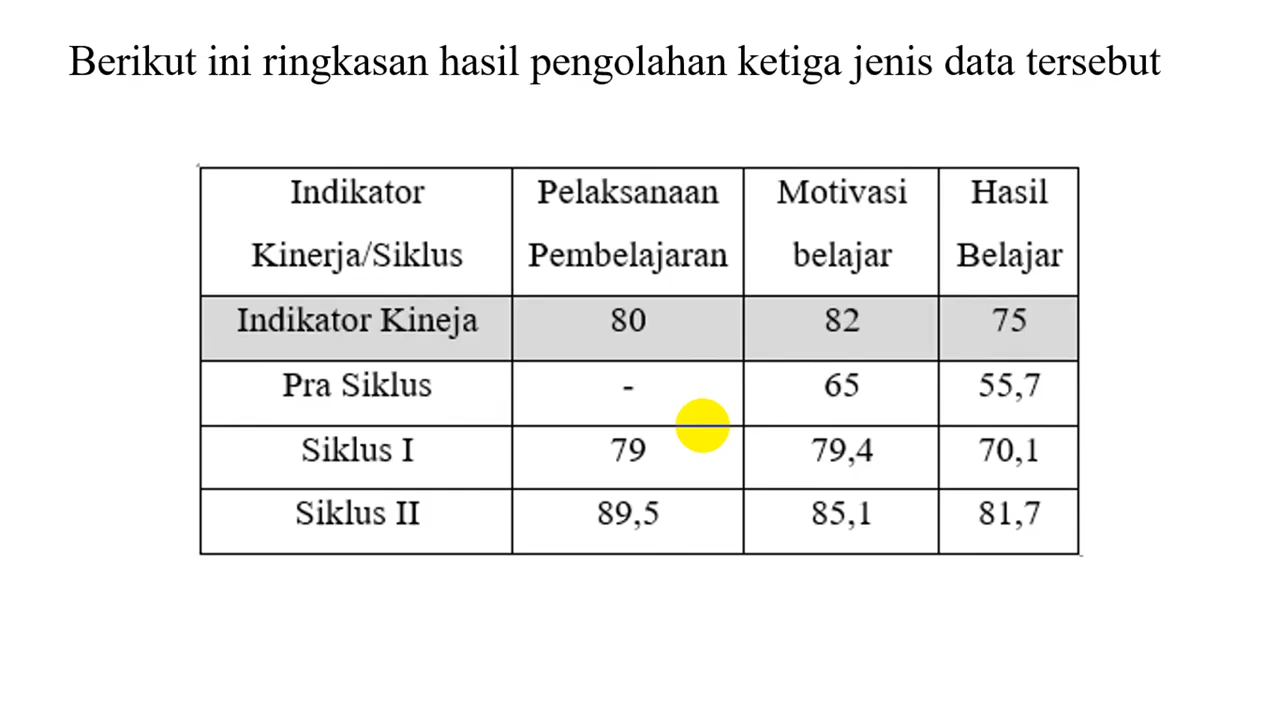 Berikut ini ringkasan hasil pengolahan ketiga jenis data tersebut
Indikator Pelaksanaan Motivasi Hasil
Kinerja/Siklus Pembelajaran belajar Belajar
Indikator Kineja 80 82 75
Pra Siklus - 65 55,7
Siklus I 79 79,4 70,1
Siklus II 89,5 85,1 81,7